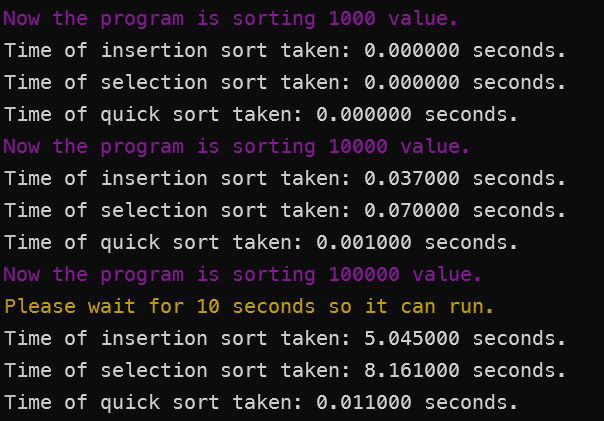 Now the program is sorting 1000 value.
Time of insertion sort taken: 0.000000 seconds.
Time of selection sort taken: 0.000000 seconds.
Time of quick sort taken: 0.000000 seconds.
Now the program is sorting 10000 value.
Time of insertion sort taken: 0.037000 seconds.
Time of selection sort taken: 0.070000 seconds.
Time of quick sort taken: 0.001000 seconds.
Now the program is sorting 100000 value.
Please wait for 10 seconds so it can run.
Time of insertion sort taken: 5.045000 seconds.
Time of selection sort taken: 8.161000 seconds.
Time of quick sort taken: 0.011000 seconds.